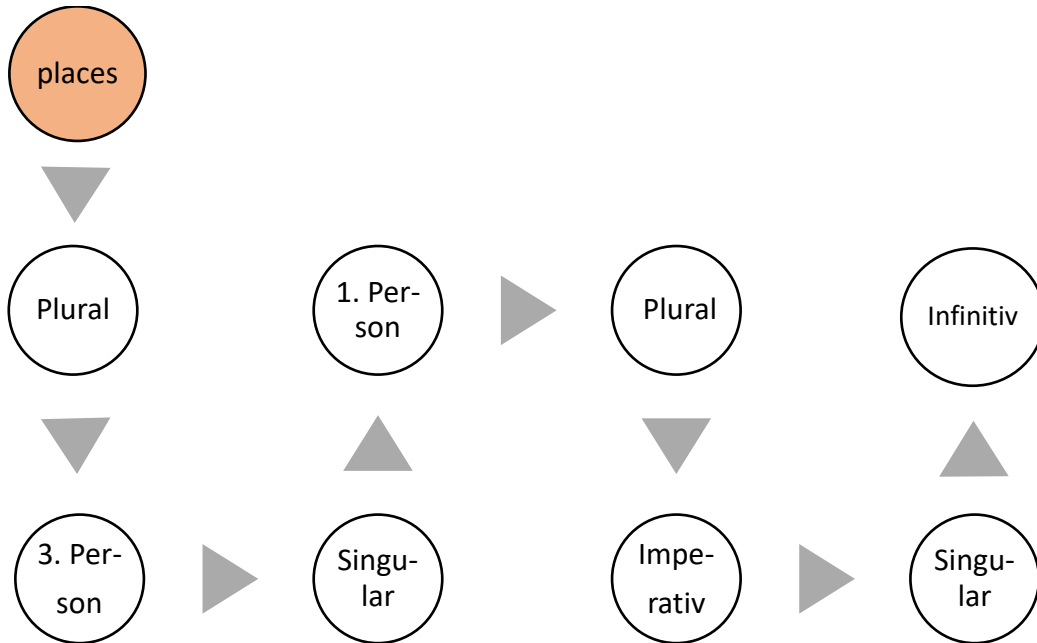 places
Plural
3. Per-
son
Singu-
lar
1. Per-
son
Plural
Impe-
rativ
Singu-
lar
Infinitiv